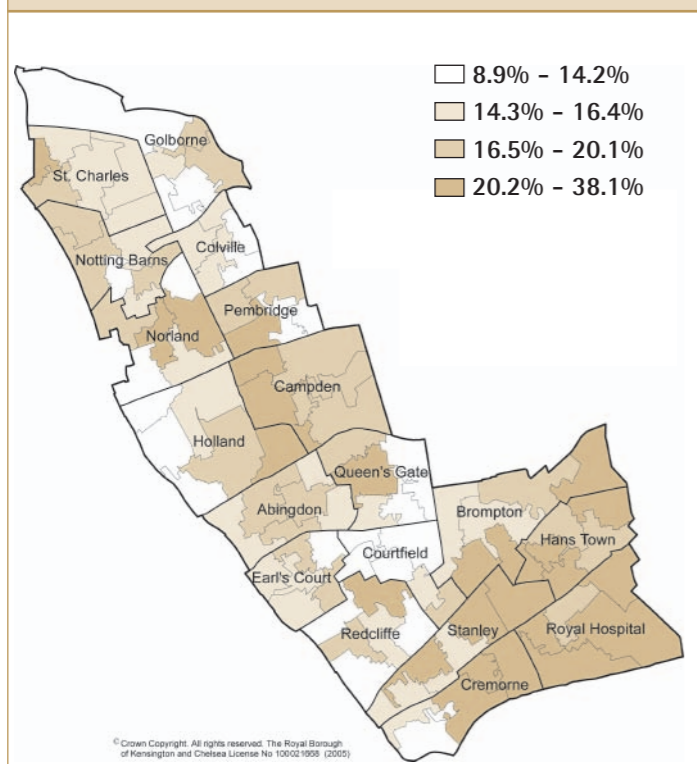 8.9% - 14.2%
14.3% - 16.4%
16.5% - 20.1%
20.2% - 38.1%
Golborne
St. Charles
Colville
Notting Barns
Pembridge
Norland
Campden
Holland
Queen's Gate
Abingdon
Brompton
Hans Town
Courtfield
Earl's Court
Redcliffe
Stanley
Royal Hospital
Cremorne
© Crown Copyright. All rights reserved. The Royal Borough
of Kensington and Chelsea License No 100021668 (2005)